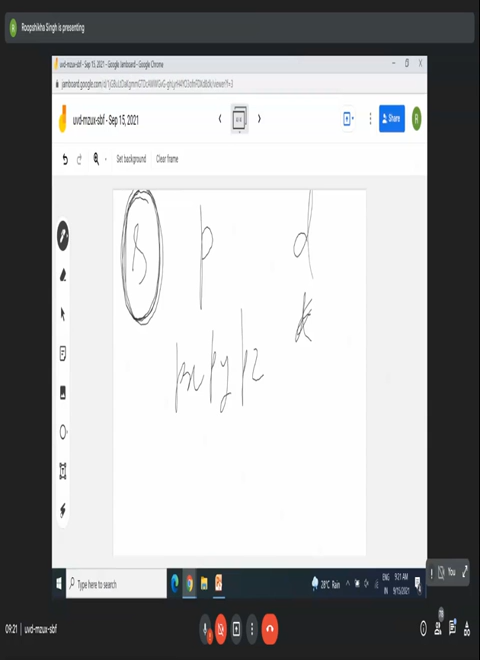 Roopshikha Singh is presenting
uvd-mzux-sbf - Sep 15, 2021 - Google Jamboard - Google Chrome
uvd-mzux-sbf - Sep 15, 2021
Share
R
Set background Clear frame
s p d
px py pz
Type here to search
28°C Rain
ENG
IN
9:21 AM
9/15/2021
You
09:21 | uvd-mzux-sbf